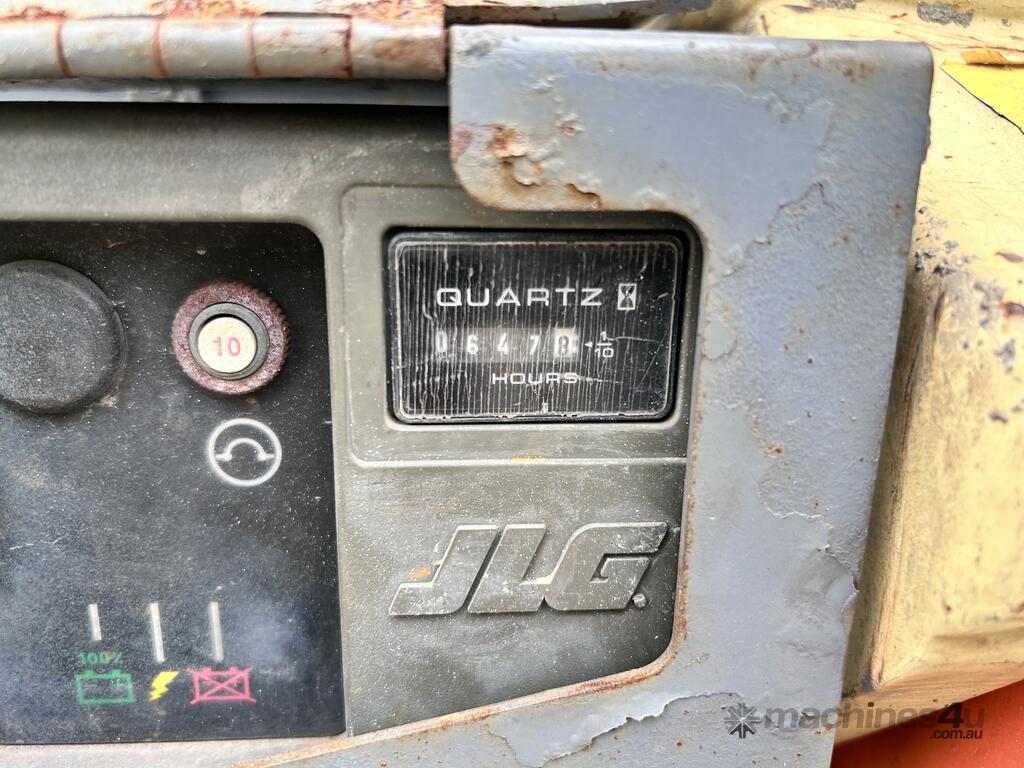 QUARTZ
06478 1/10
HOURS
10
JLG
100%
machines4u
.com.au